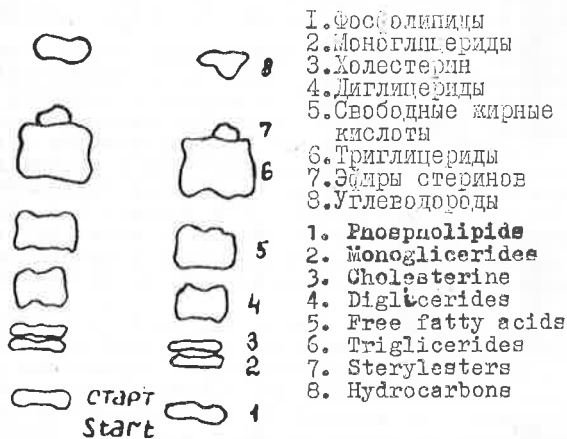 8
7
6
5
4
3
2
СТАРТ
Start
1
I.Фосфолипиды
2.Моноглицериды
3.Холестерин
4.Диглицериды
5.Свободные жирные
кислоты
6.Триглицериды
7.Эфиры стеринов
8.Углеводороды
1. Phospholipids
2. Monoglicerides
3. Cholesterine
4. Diglicerides
5. Free fatty acids
6. Triglicerides
7. Sterylesters
8. Hydrocarbons